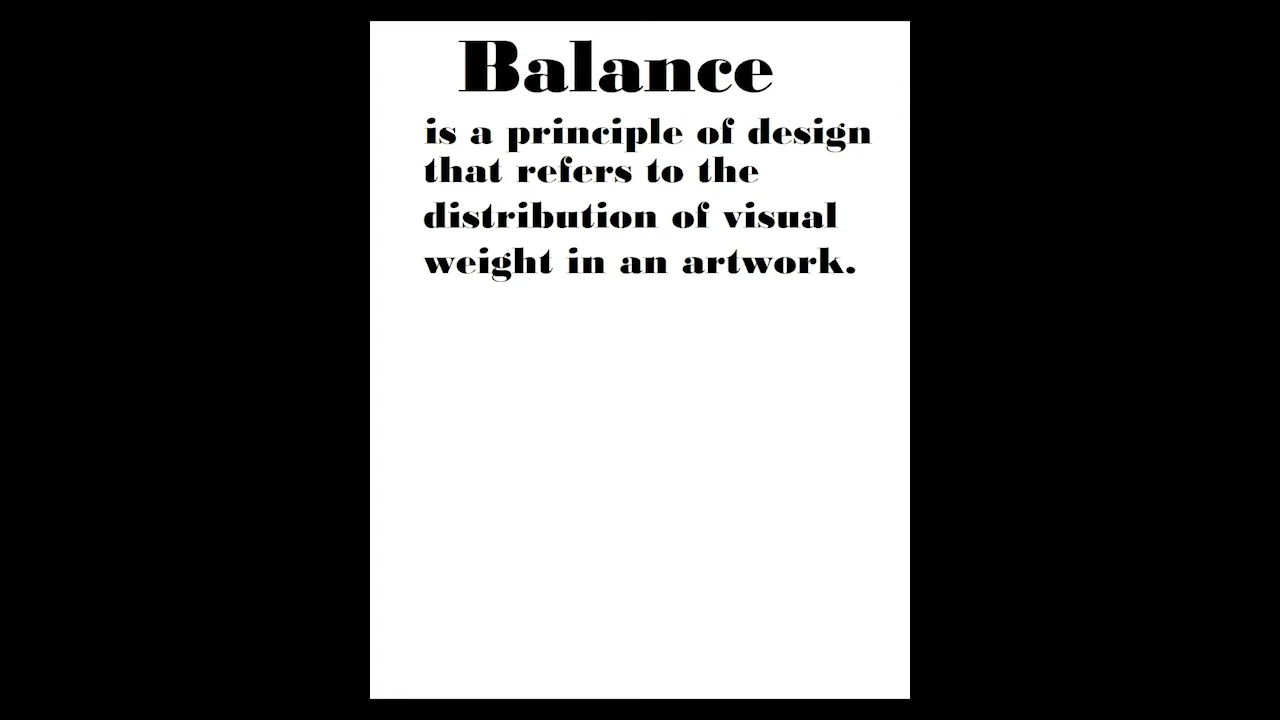 Balance
is a principle of design
that refers to the
distribution of visual
weight in an artwork.